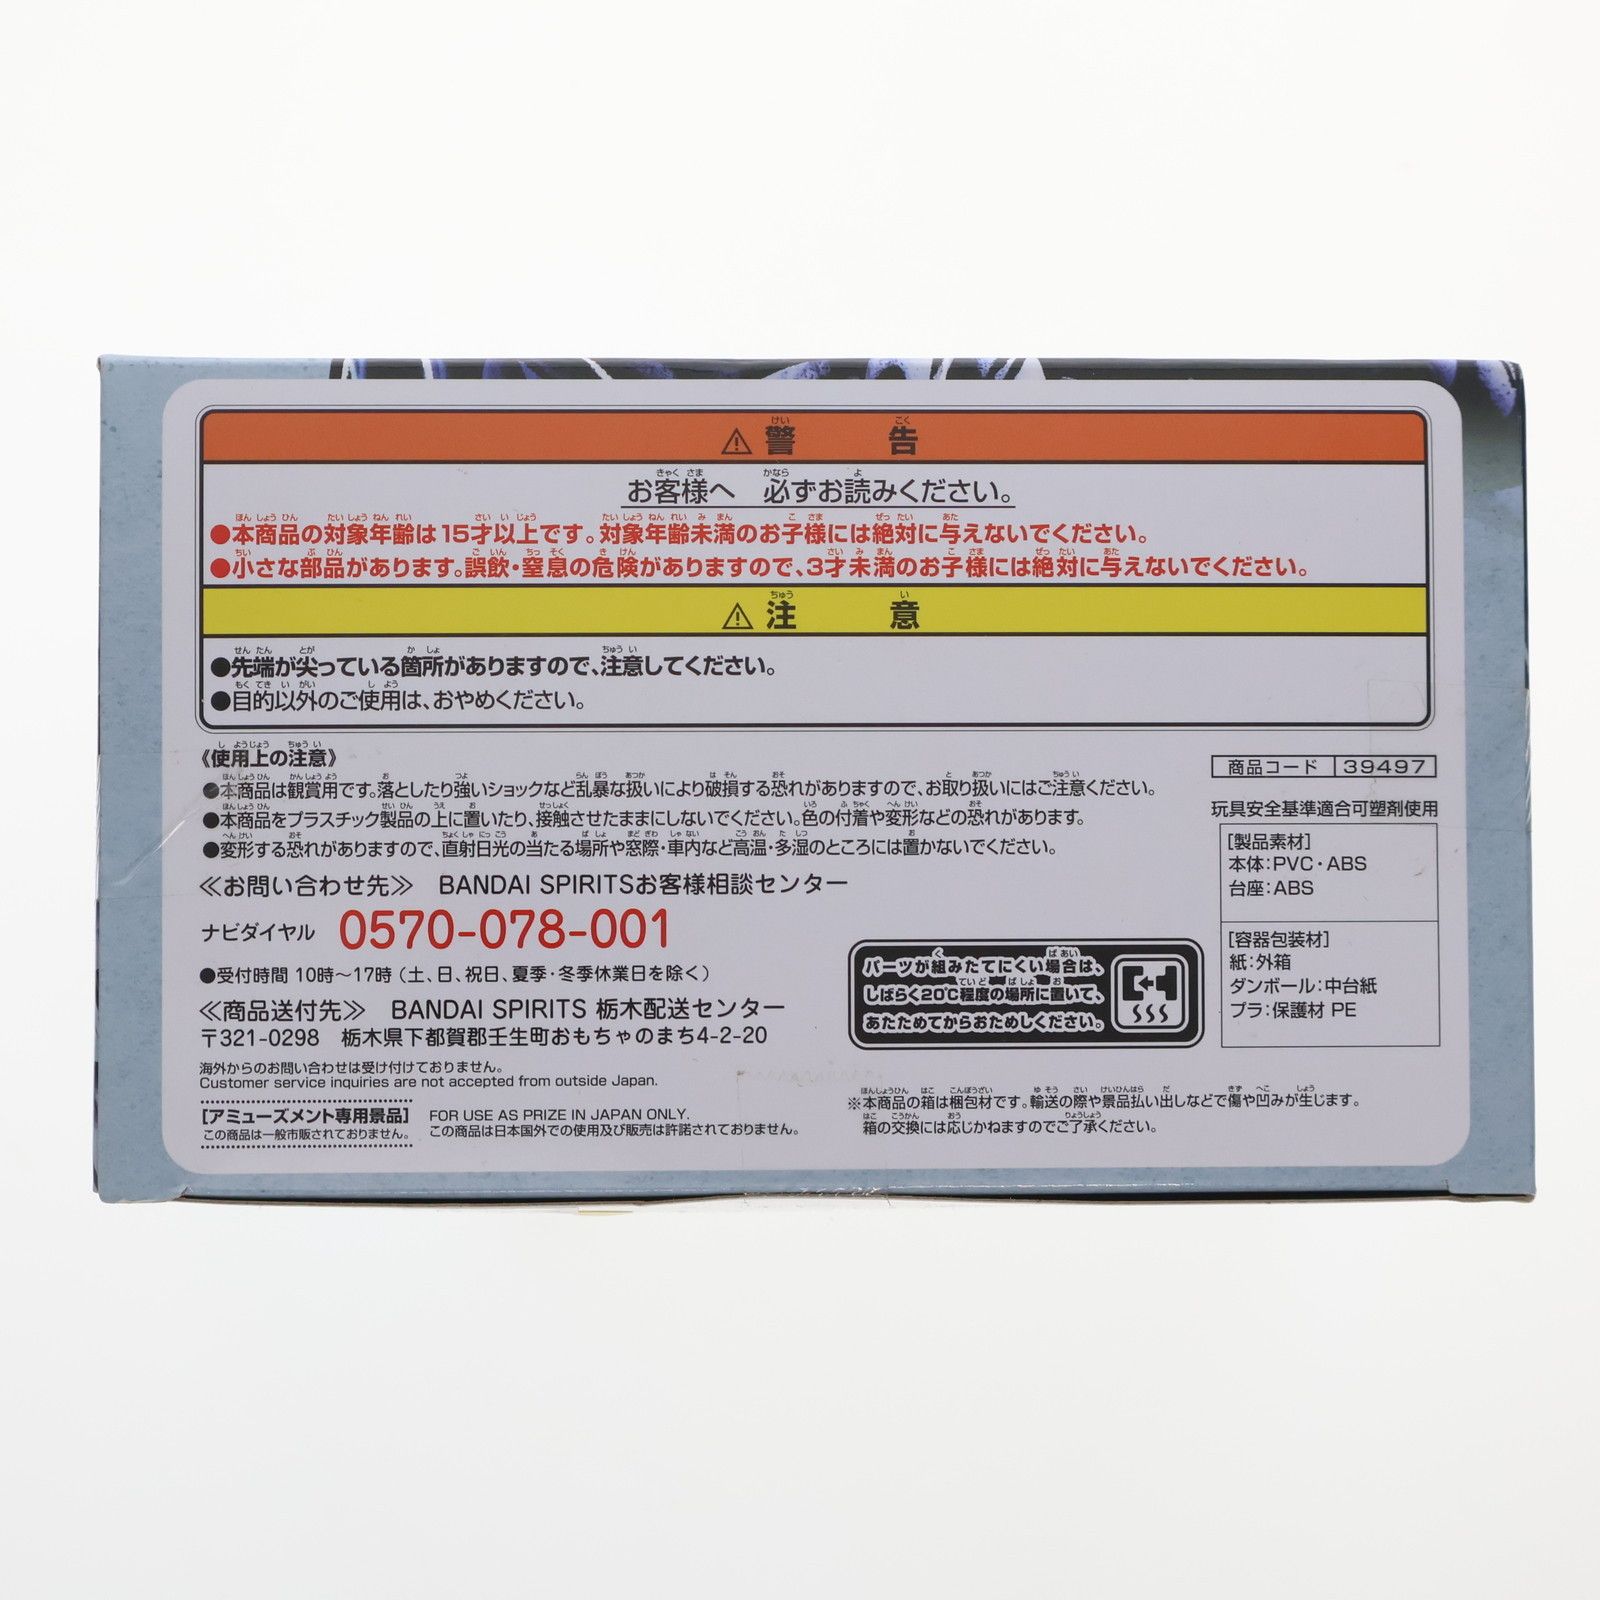 ⚠警 告
お客様へ 必ずお読みください。
●本商品の対象年齢は15才以上です。対象年齢未満のお子様には絶対に与えないでください。
●小さな部品があります。誤飲・窒息の危険がありますので、3才未満のお子様には絶対に与えないでください。
⚠注 意
●先端が尖っている箇所がありますので、注意してください。
●目的以外のご使用は、おやめください。
《使用上の注意》
●本商品は観賞用です。落としたり強いショックなど乱暴な扱いにより破損する恐れがありますので、お取り扱いにはご注意ください。
●本商品をプラスチック製品の上に置いたり、接触させたままにしないでください。色の付着や変形などの恐れがあります。
●変形する恐れがありますので、直射日光の当たる場所や窓際・車内など高温・多湿のところには置かないでください。
≪お問い合わせ先≫ BANDAI SPIRITSお客様相談センター
ナビダイヤル 0570-078-001
●受付時間 10時～17時（土、日、祝日、夏季・冬季休業日を除く）
≪商品送付先≫ BANDAI SPIRITS 栃木配送センター
〒321-0298 栃木県下都賀郡壬生町おもちゃのまち4-2-20
海外からのお問い合わせは受け付けておりません。
Customer service inquiries are not accepted from outside Japan.
[アミューズメント専用景品]
この商品は一般市販されておりません。
FOR USE AS PRIZE IN JAPAN ONLY.
この商品は日本国外での使用及び販売は許諾されておりません。
商品コード 39497
玩具安全基準適合可塑剤使用
[製品素材]
本体：PVC・ABS
台座：ABS
[容器包装材]
紙：外箱
ダンボール：中台紙
プラ：保護材 PE
パーツが組みたてにくい場合は、
しばらく20℃程度の場所に置いて、
あたためてからおためしください。
※本商品の箱は梱包材です。輸送の際や景品払い出しなどで傷や凹みが生じます。
箱の交換には応じかねますのでご了承ください。